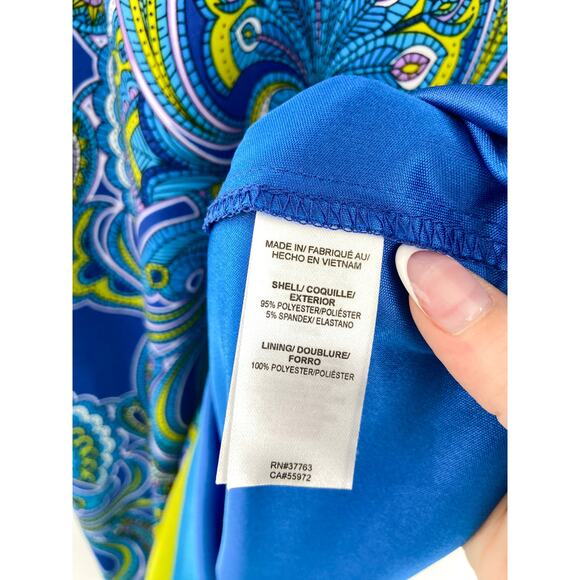 MADE IN/ FABRIQUÉ AU/
HECHO EN VIETNAM
SHELL/ COQUILLE/
EXTERIOR
95% POLYESTER/POLIÉSTER
5% SPANDEX/ ELASTANO
LINING/ DOUBLURE/
FORRO
100% POLYESTER/POLIÉSTER
RN#37763
CA#55972